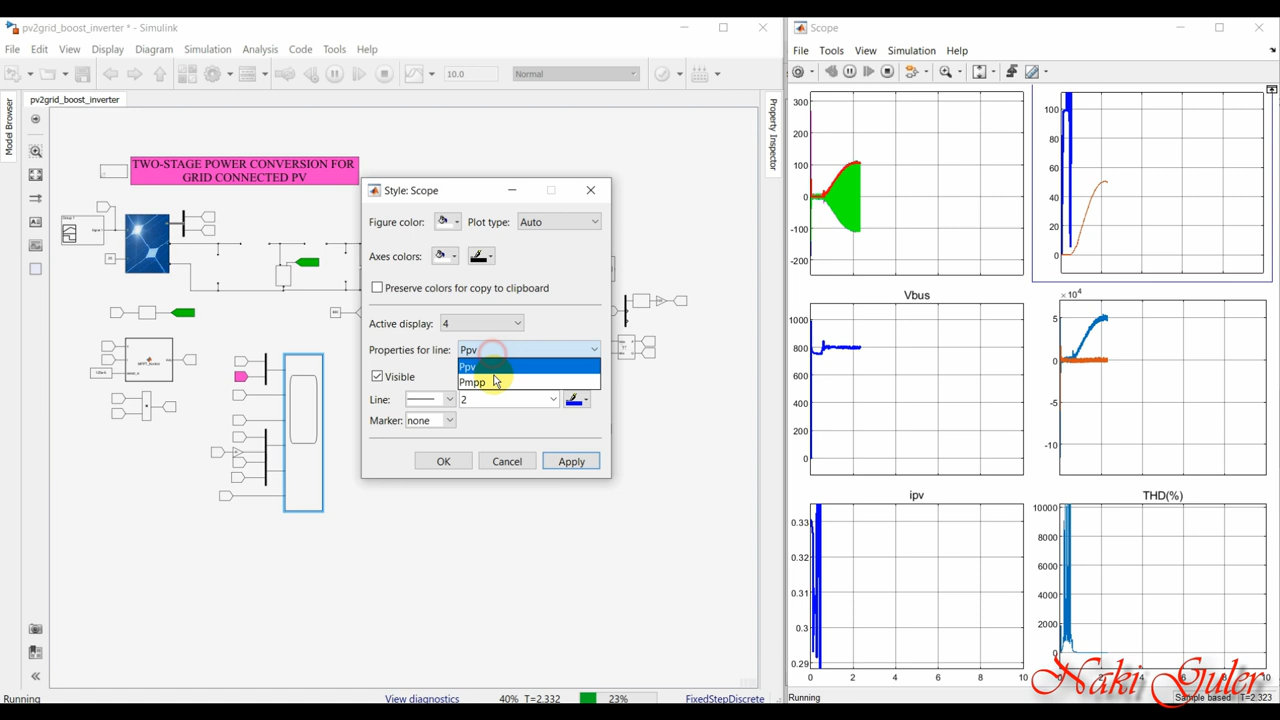 pv2grid_boost_inverter * - Simulink
File Edit View Display Diagram Simulation Analysis Code Tools Help
10.0
Normal
pv2grid_boost_inverter
Model Browser
Property Inspector
TWO-STAGE POWER CONVERSION FOR
GRID CONNECTED PV
Style: Scope
Figure color:
Plot type:
Auto
Axes colors:
Preserve colors for copy to clipboard
Active display:
4
Properties for line:
Ppv
Ppv
Pmpp
Visible
Line:
2
Marker:
none
OK
Cancel
Apply
Running
View diagnostics
40%
T=2.332
23%
FixedStepDiscrete
Scope
File Tools View Simulation Help
300
200
100
0
-100
-200
100
80
60
40
20
0
Vbus
1000
800
600
400
200
0
×10⁴
5
0
-5
-10
ipv
0.33
0.32
0.31
0.3
0.29
0 2 4 6 8 10
THD(%)
10000
8000
6000
4000
2000
0
0 2
Naki Guler
Running
Sample based
T=2.323